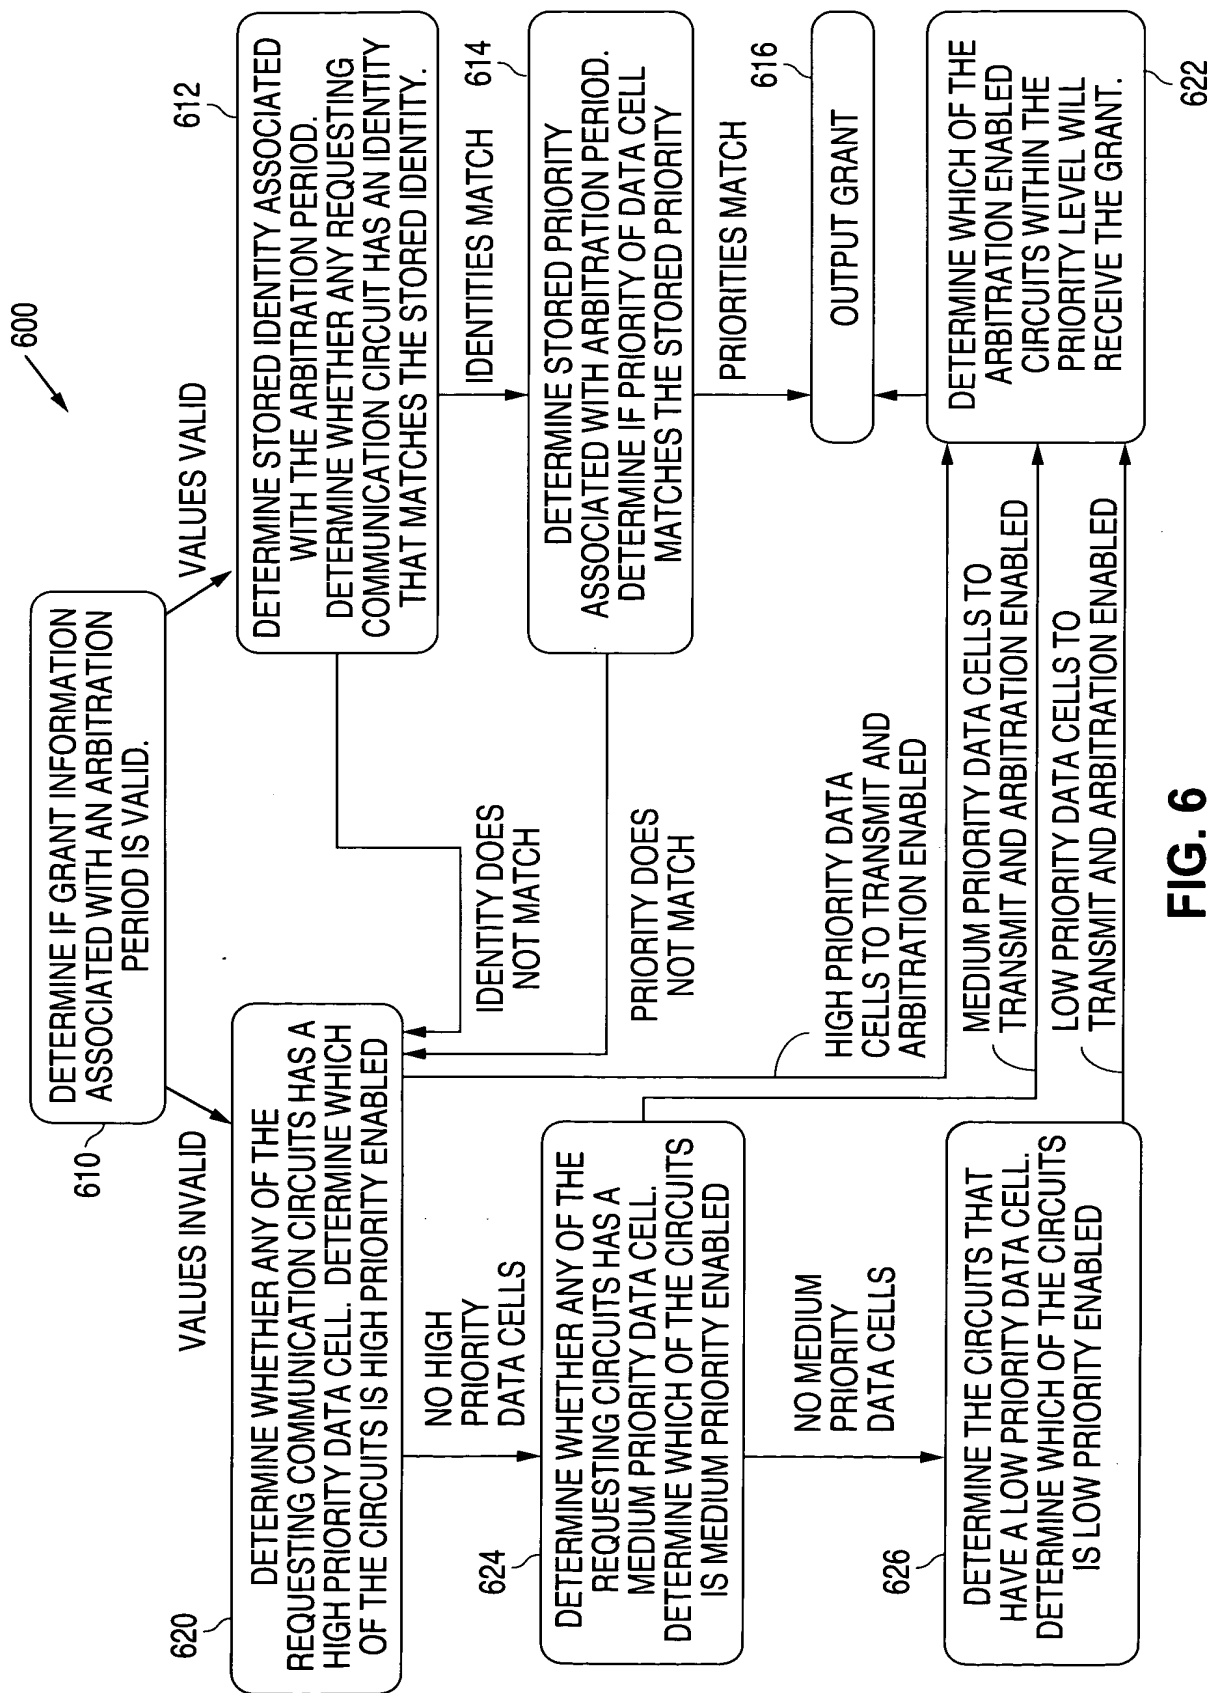 600
DETERMINE IF GRANT INFORMATION
ASSOCIATED WITH AN ARBITRATION
PERIOD IS VALID.
610
VALUES INVALID
VALUES VALID
612
DETERMINE STORED IDENTITY ASSOCIATED
WITH THE ARBITRATION PERIOD.
DETERMINE WHETHER ANY REQUESTING
COMMUNICATION CIRCUIT HAS AN IDENTITY
THAT MATCHES THE STORED IDENTITY.
IDENTITIES MATCH
614
DETERMINE STORED PRIORITY
ASSOCIATED WITH ARBITRATION PERIOD.
DETERMINE IF PRIORITY OF DATA CELL
MATCHES THE STORED PRIORITY
PRIORITIES MATCH
616
OUTPUT GRANT
DETERMINE WHICH OF THE
ARBITRATION ENABLED
CIRCUITS WITHIN THE
PRIORITY LEVEL WILL
RECEIVE THE GRANT.
622
IDENTITY DOES
NOT MATCH
PRIORITY DOES
NOT MATCH
620
DETERMINE WHETHER ANY OF THE
REQUESTING COMMUNICATION CIRCUITS HAS A
HIGH PRIORITY DATA CELL. DETERMINE WHICH
OF THE CIRCUITS IS HIGH PRIORITY ENABLED
NO HIGH
PRIORITY
DATA CELLS
HIGH PRIORITY DATA
CELLS TO TRANSMIT AND
ARBITRATION ENABLED
624
DETERMINE WHETHER ANY OF THE
REQUESTING CIRCUITS HAS A
MEDIUM PRIORITY DATA CELL.
DETERMINE WHICH OF THE CIRCUITS
IS MEDIUM PRIORITY ENABLED
NO MEDIUM
PRIORITY
DATA CELLS
MEDIUM PRIORITY DATA CELLS TO
TRANSMIT AND ARBITRATION ENABLED
626
DETERMINE THE CIRCUITS THAT
HAVE A LOW PRIORITY DATA CELL.
DETERMINE WHICH OF THE CIRCUITS
IS LOW PRIORITY ENABLED
LOW PRIORITY DATA CELLS TO
TRANSMIT AND ARBITRATION ENABLED
FIG. 6